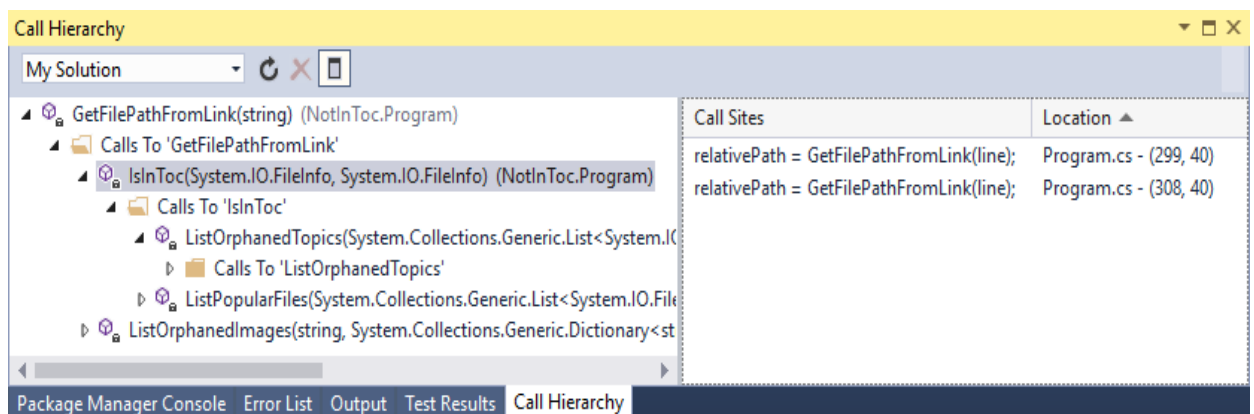 Call Hierarchy
My Solution
GetFilePathFromLink(string) (NotInToc.Program)
Calls To 'GetFilePathFromLink'
IsInToc(System.IO.FileInfo, System.IO.FileInfo) (NotInToc.Program)
Calls To 'IsInToc'
ListOrphanedTopics(System.Collections.Generic.List<System.IO
Calls To 'ListOrphanedTopics'
ListPopularFiles(System.Collections.Generic.List<System.IO.File
ListOrphanedImages(string, System.Collections.Generic.Dictionary<st
Call Sites Location
relativePath = GetFilePathFromLink(line); Program.cs - (299, 40)
relativePath = GetFilePathFromLink(line); Program.cs - (308, 40)
Package Manager Console Error List Output Test Results Call Hierarchy